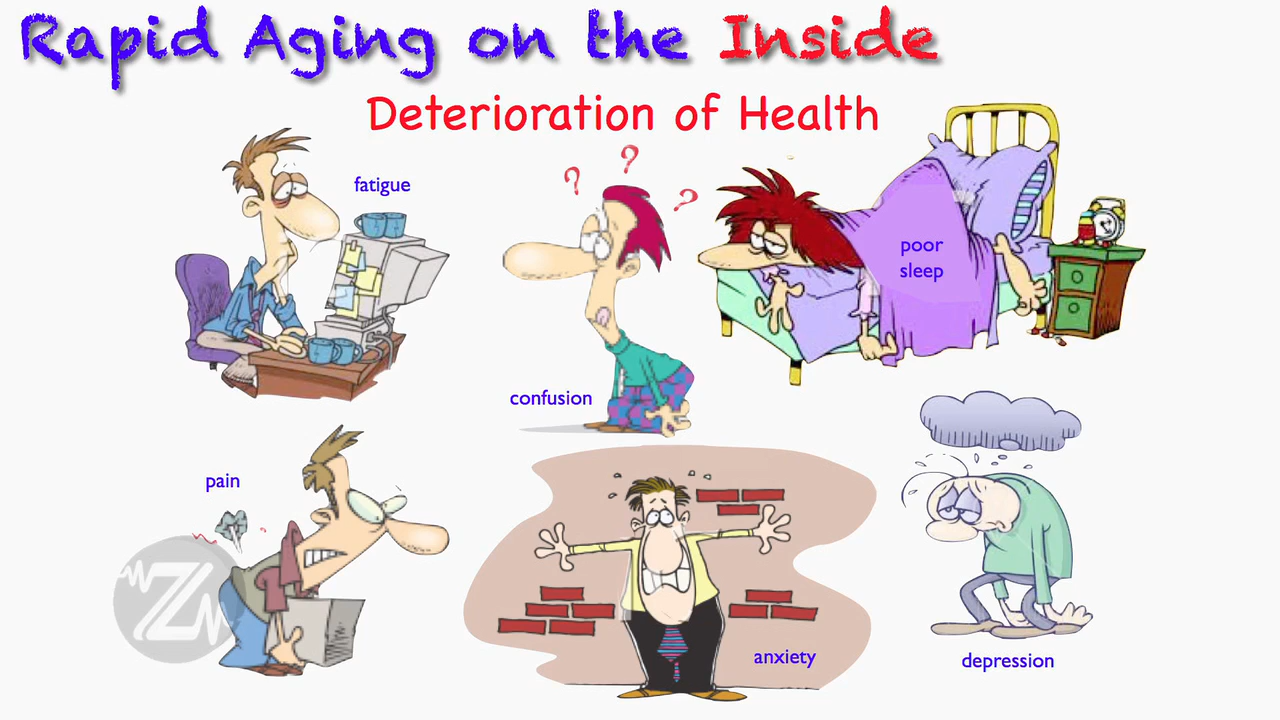 Rapid Aging on the Inside
Deterioration of Health
fatigue
? ? ?
confusion
poor
sleep
pain
Z
anxiety
depression